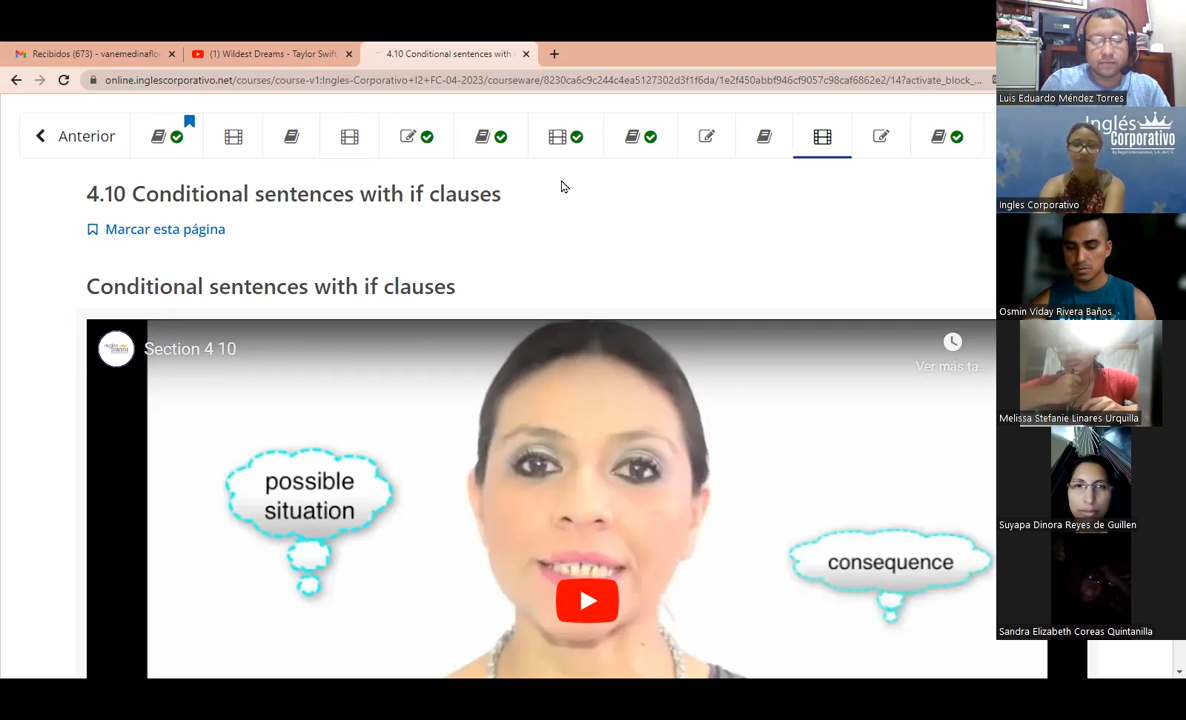 Recibidos (673) - vanemedinaflo
(1) Wildest Dreams - Taylor Swift
4.10 Conditional sentences with i
online.inglescorporativo.net/courses/course-v1:Ingles-Corporativo+I2+FC-04-2023/courseware/8230ca6c9c244c4ea5127302d3f1f6da/1e2f450abbf946cf9057c98caf6862e2/14?activate_block_...
Anterior
4.10 Conditional sentences with if clauses
Marcar esta página
Conditional sentences with if clauses
Section 4 10
Ver más ta...
possible
situation
consequence
Luis Eduardo Méndez Torres
Inglés
Corporativo
Ingles Corporativo
Osmin Viday Rivera Baños
Melissa Stefanie Linares Urquilla
Suyapa Dinora Reyes de Guillen
Sandra Elizabeth Coreas Quintanilla